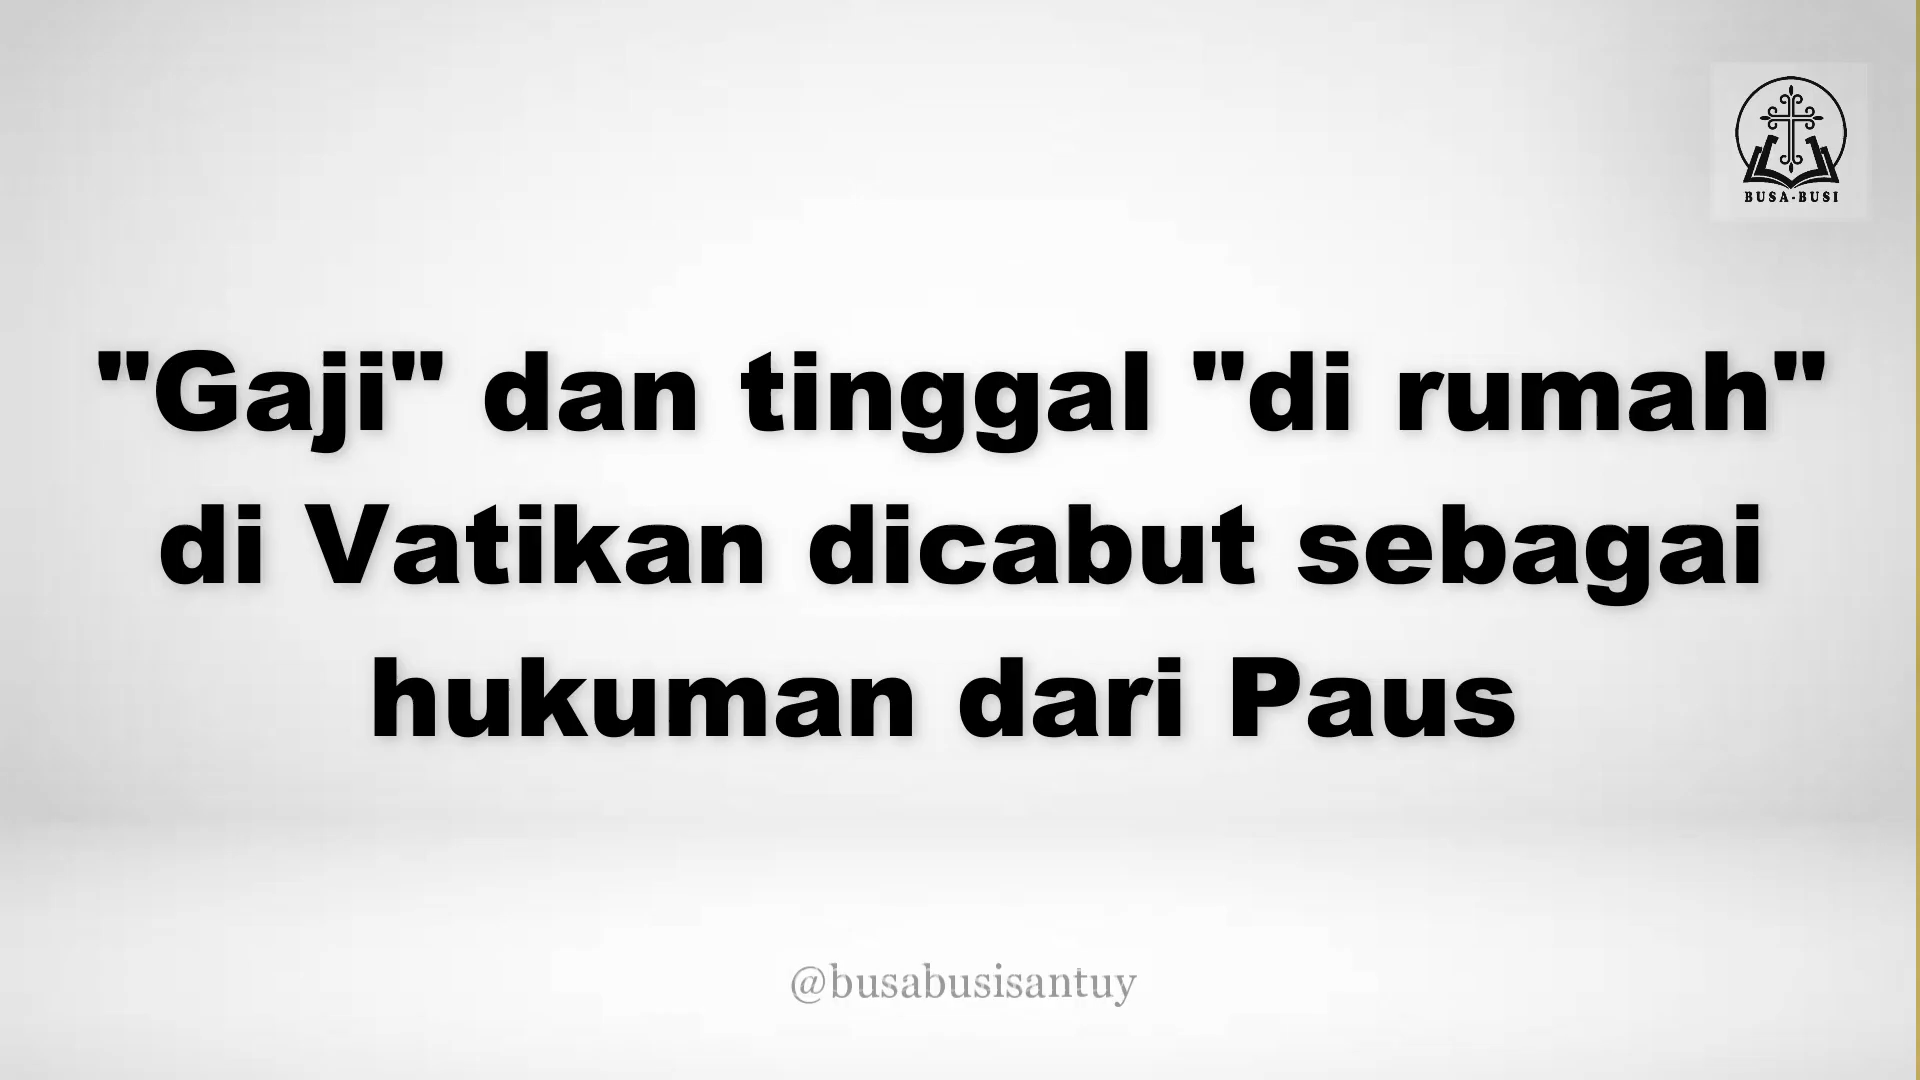 BUSA-BUSI
"Gaji" dan tinggal "di rumah"
di Vatikan dicabut sebagai
hukuman dari Paus
@busabusisantuy